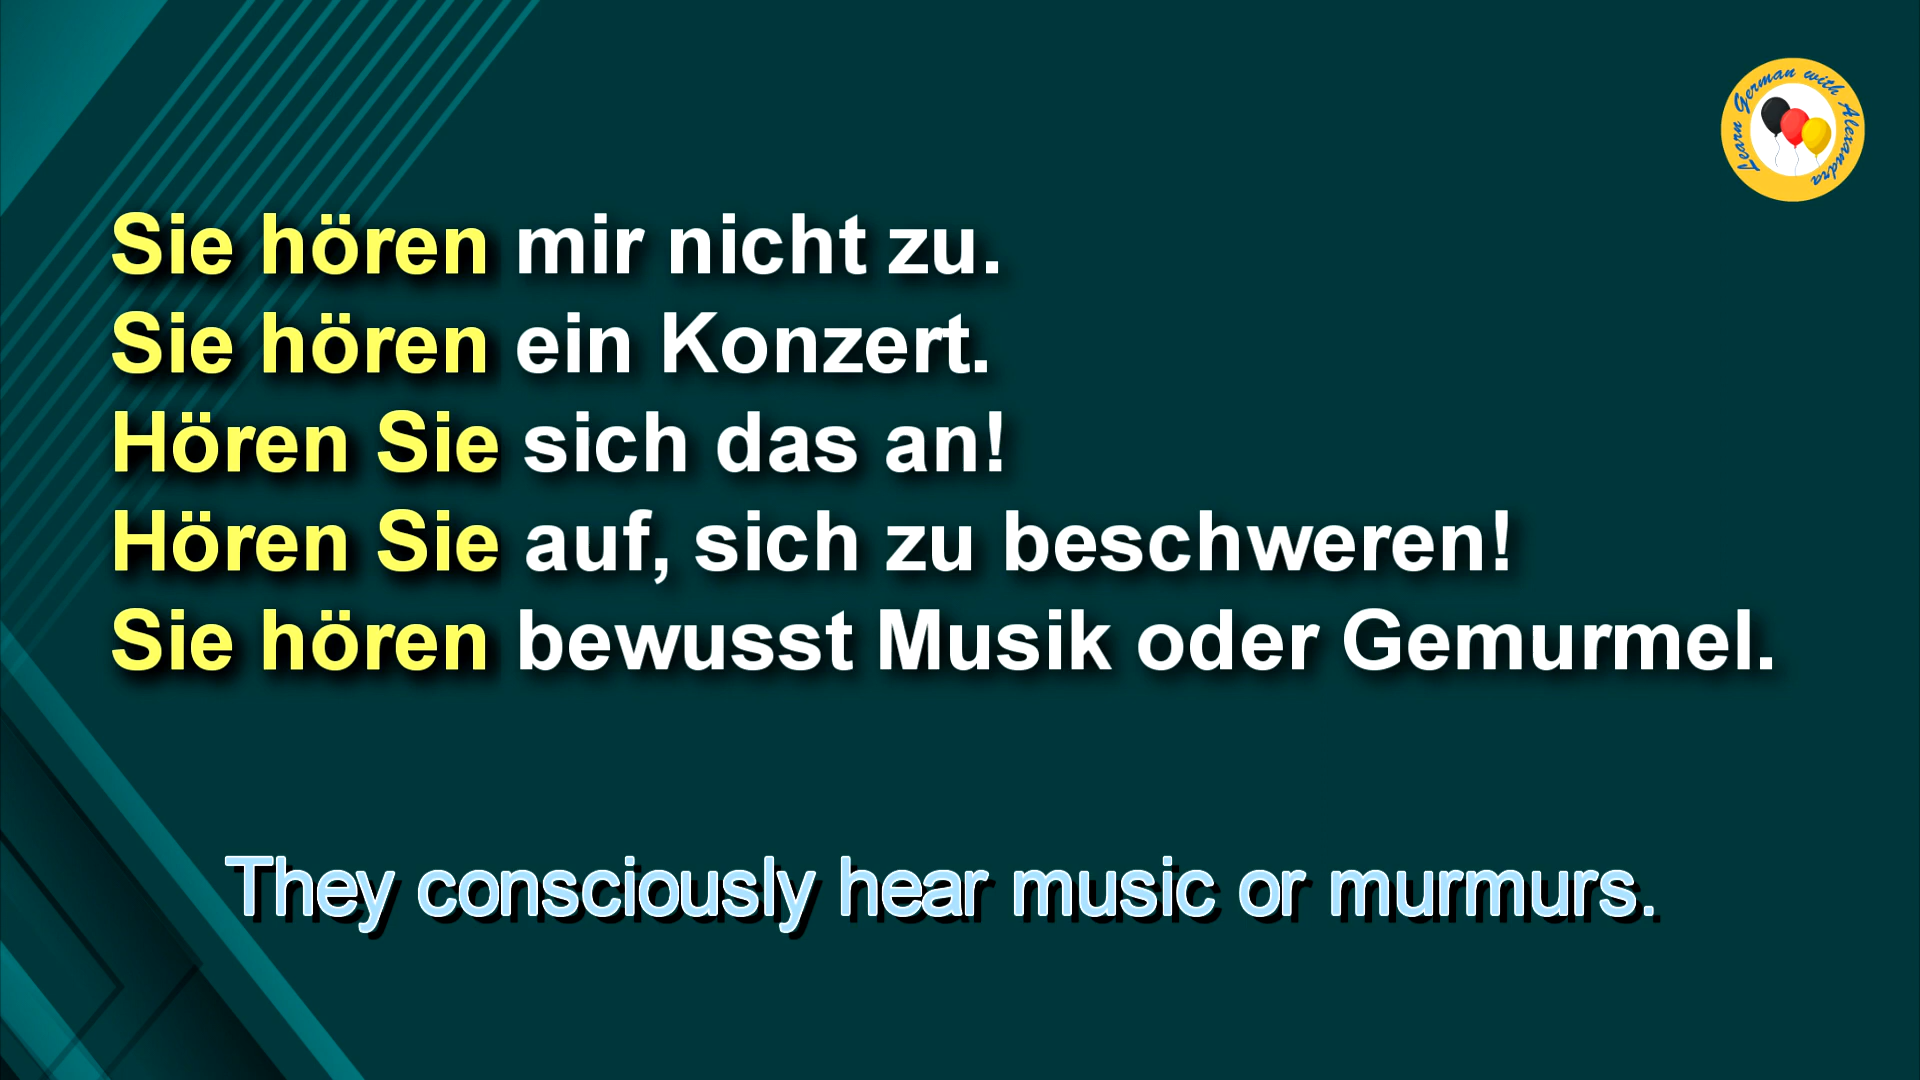 Learn German with Alexandra
Sie hören mir nicht zu.
Sie hören ein Konzert.
Hören Sie sich das an!
Hören Sie auf, sich zu beschweren!
Sie hören bewusst Musik oder Gemurmel.
They consciously hear music or murmurs.